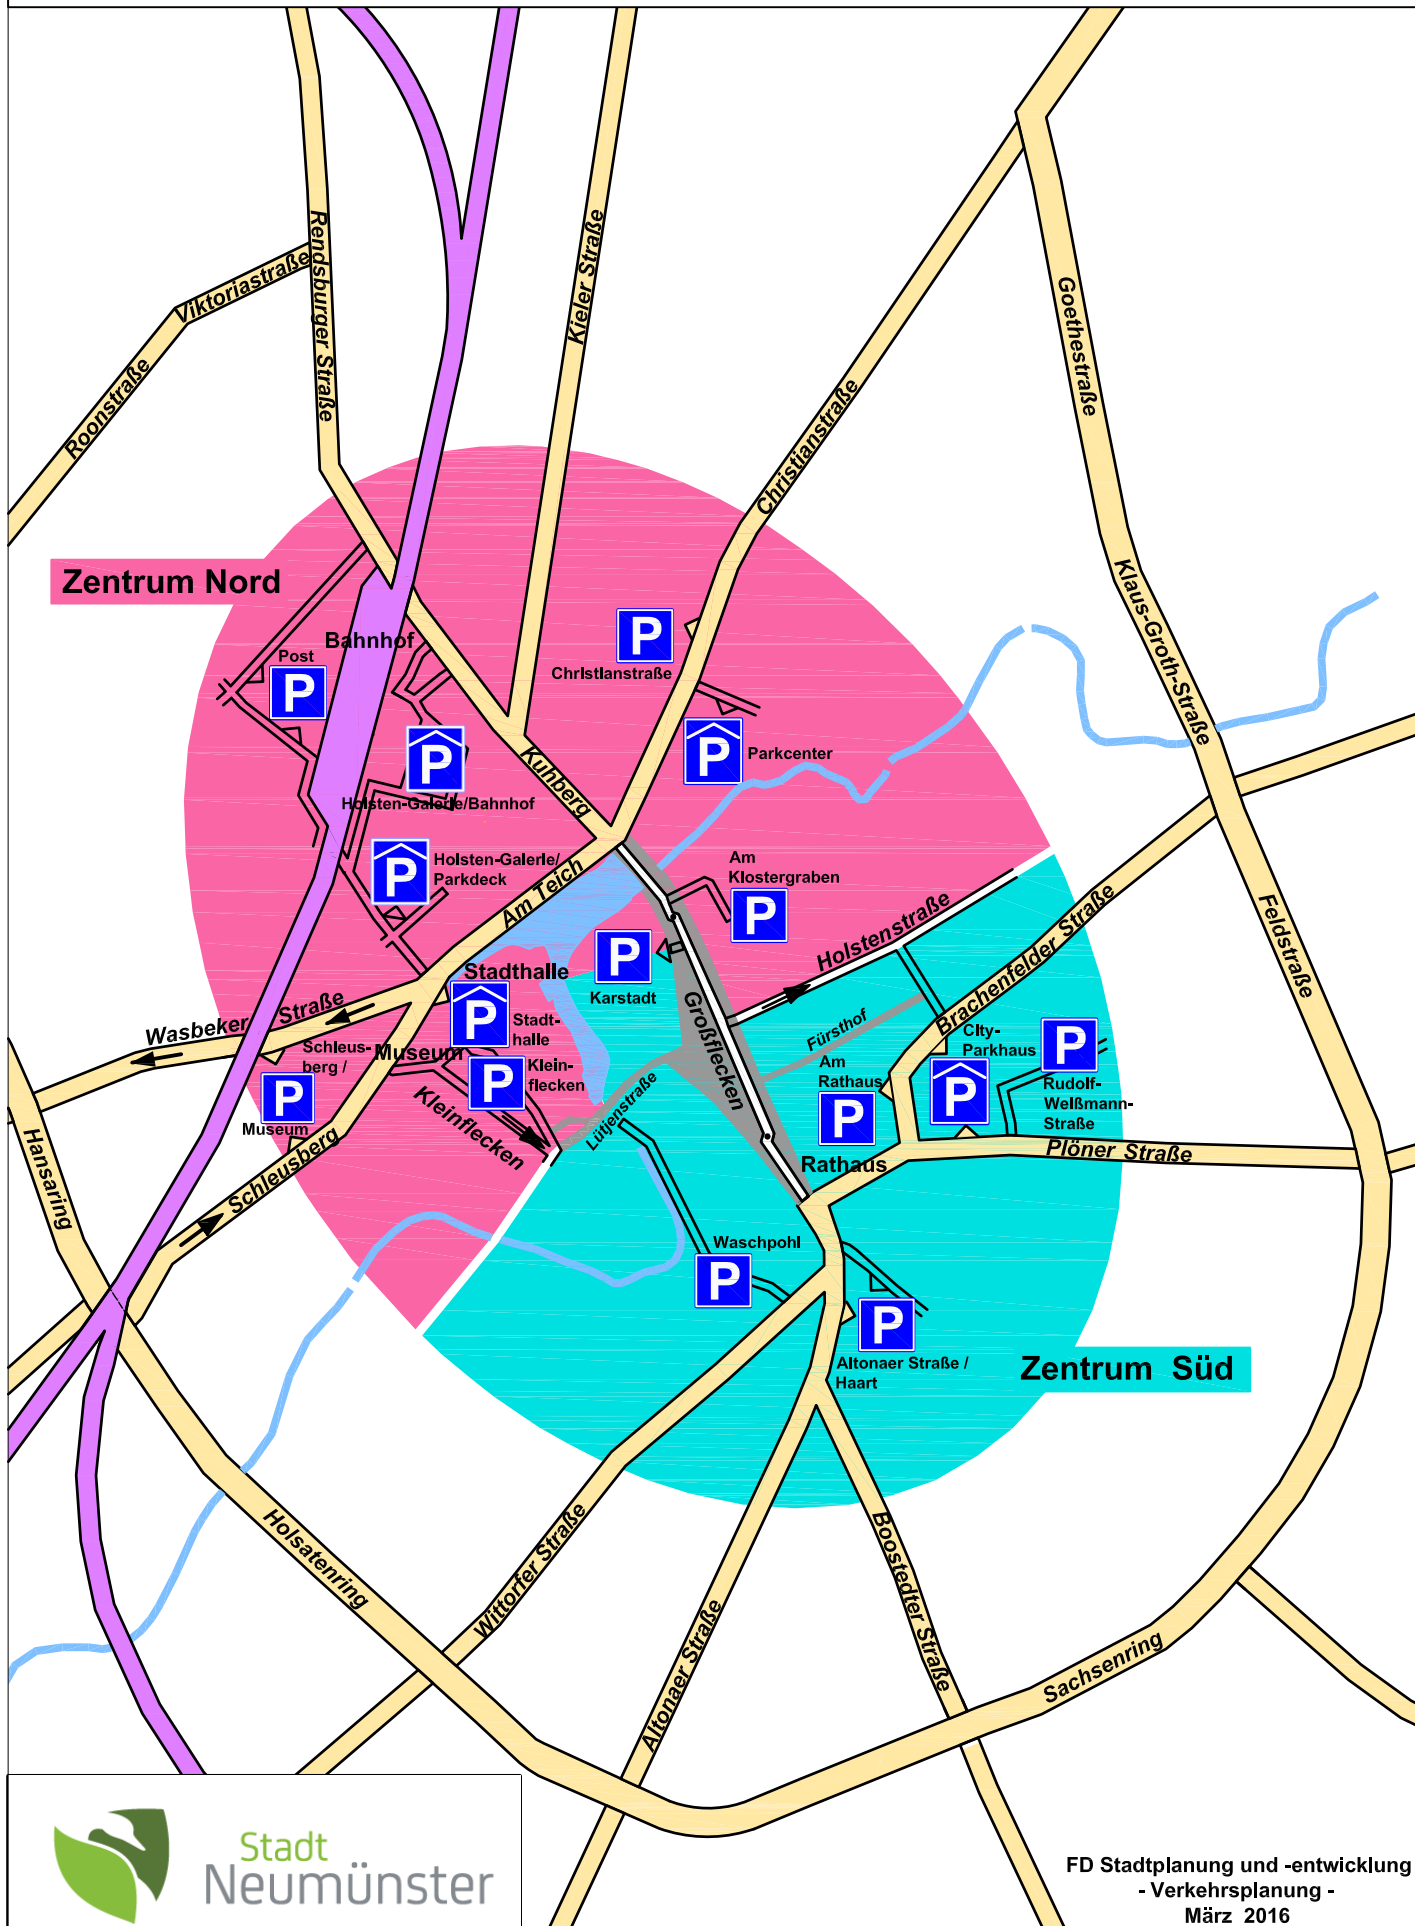 Rendsburger Straße
Viktoriastraße
Roonstraße
Kieler Straße
Christianstraße
Goethestraße
Klaus-Groth-Straße
Feldstraße
Zentrum Nord
Bahnhof
Post
P
P
ChrIstIanstraße
P
Parkcenter
P
Holsten-GalerIe/Bahnhof
Kuhberg
P
Holsten-GalerIe/
Parkdeck
Am Teich
Am
Klostergraben
P
Holstenstraße
Brachenfelder Straße
P
Karstadt
Stadthalle
P
Stadt-
halle
Großflecken
Fürsthof
Wasbeker Straße
Schleus-
berg /
Museum
P
Museum
P
KleIn-
flecken
Kleinflecken
Lütjenstraße
Am
Rathaus
P
CIty-
Parkhaus
P
P
Rudolf-
WeIßmann-
Straße
Rathaus
Plöner Straße
Hansaring
Schleusberg
Waschpohl
P
P
Altonaer Straße /
Haart
Zentrum Süd
Holsatenring
Wittorfer Straße
Altonaer Straße
Boostedter Straße
Sachsenring
Stadt
Neumünster
FD Stadtplanung und -entwicklung
- Verkehrsplanung -
März 2016